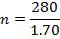 n = 280/1.70